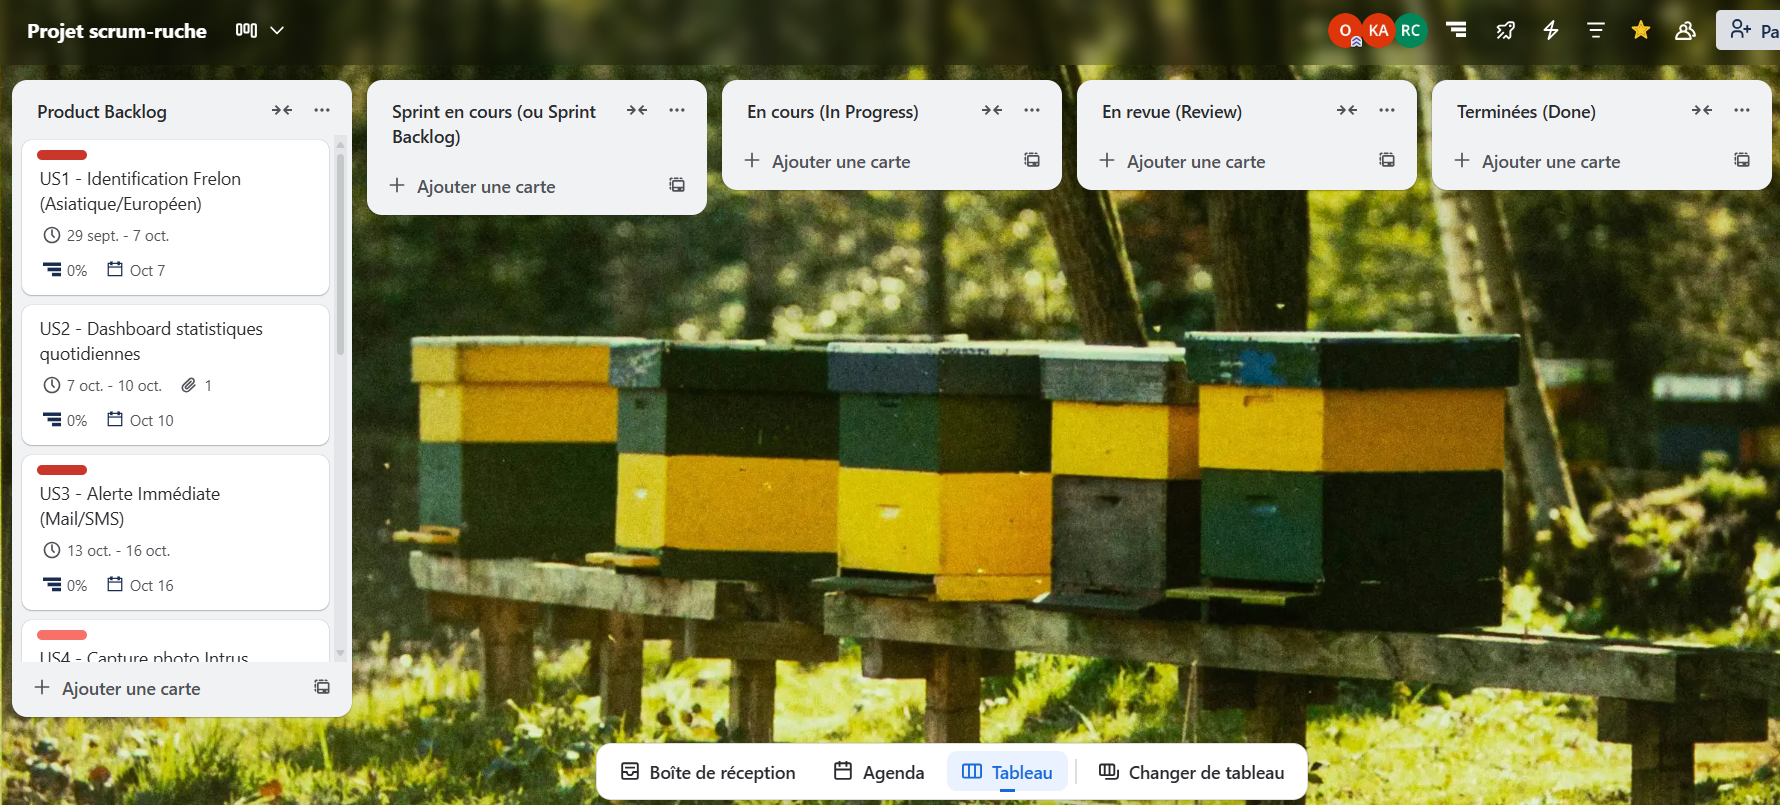 Projet scrum-ruche
O
KA
RC
Pa
Product Backlog
US1 - Identification Frelon
(Asiatique/Européen)
29 sept. - 7 oct.
0%
Oct 7
US2 - Dashboard statistiques
quotidiennes
7 oct. - 10 oct.
1
0%
Oct 10
US3 - Alerte Immédiate
(Mail/SMS)
13 oct. - 16 oct.
0%
Oct 16
US4 - Capture photo Intrus
Ajouter une carte
Sprint en cours (ou Sprint
Backlog)
Ajouter une carte
En cours (In Progress)
Ajouter une carte
En revue (Review)
Ajouter une carte
Terminées (Done)
Ajouter une carte
Boîte de réception
Agenda
Tableau
Changer de tableau